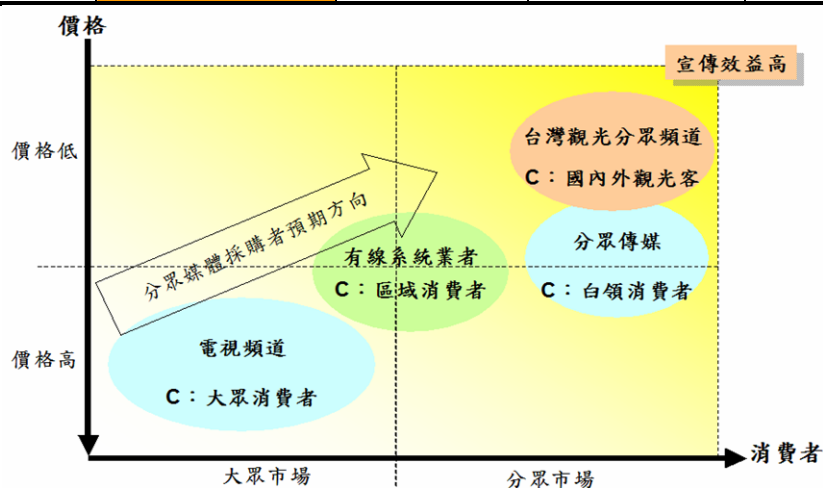 價格
宣傳效益高
價格低
台灣觀光分眾頻道
C：國內外觀光客
分眾媒體採購者預期方向
分眾傳媒
C：白領消費者
有線系統業者
C：區域消費者
價格高
電視頻道
C：大眾消費者
消費者
大眾市場
分眾市場